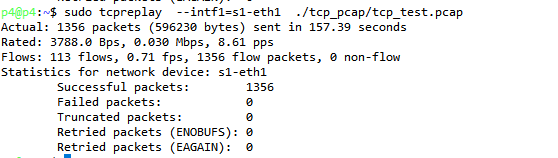 p4@p4:~$ sudo tcpreplay --intf1=s1-eth1 ./tcp_pcap/tcp_test.pcap
Actual: 1356 packets (596230 bytes) sent in 157.39 seconds
Rated: 3788.0 Bps, 0.030 Mbps, 8.61 pps
Flows: 113 flows, 0.71 fps, 1356 flow packets, 0 non-flow
Statistics for network device: s1-eth1
Successful packets: 1356
Failed packets: 0
Truncated packets: 0
Retried packets (ENOBUFS): 0
Retried packets (EAGAIN): 0